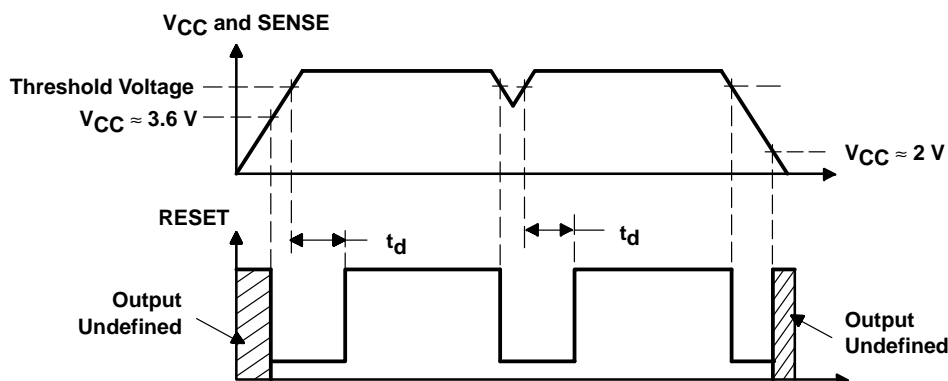 VCC and SENSE
Threshold Voltage
VCC ≈ 3.6 V
VCC ≈ 2 V
RESET
td
td
Output
Undefined
Output
Undefined